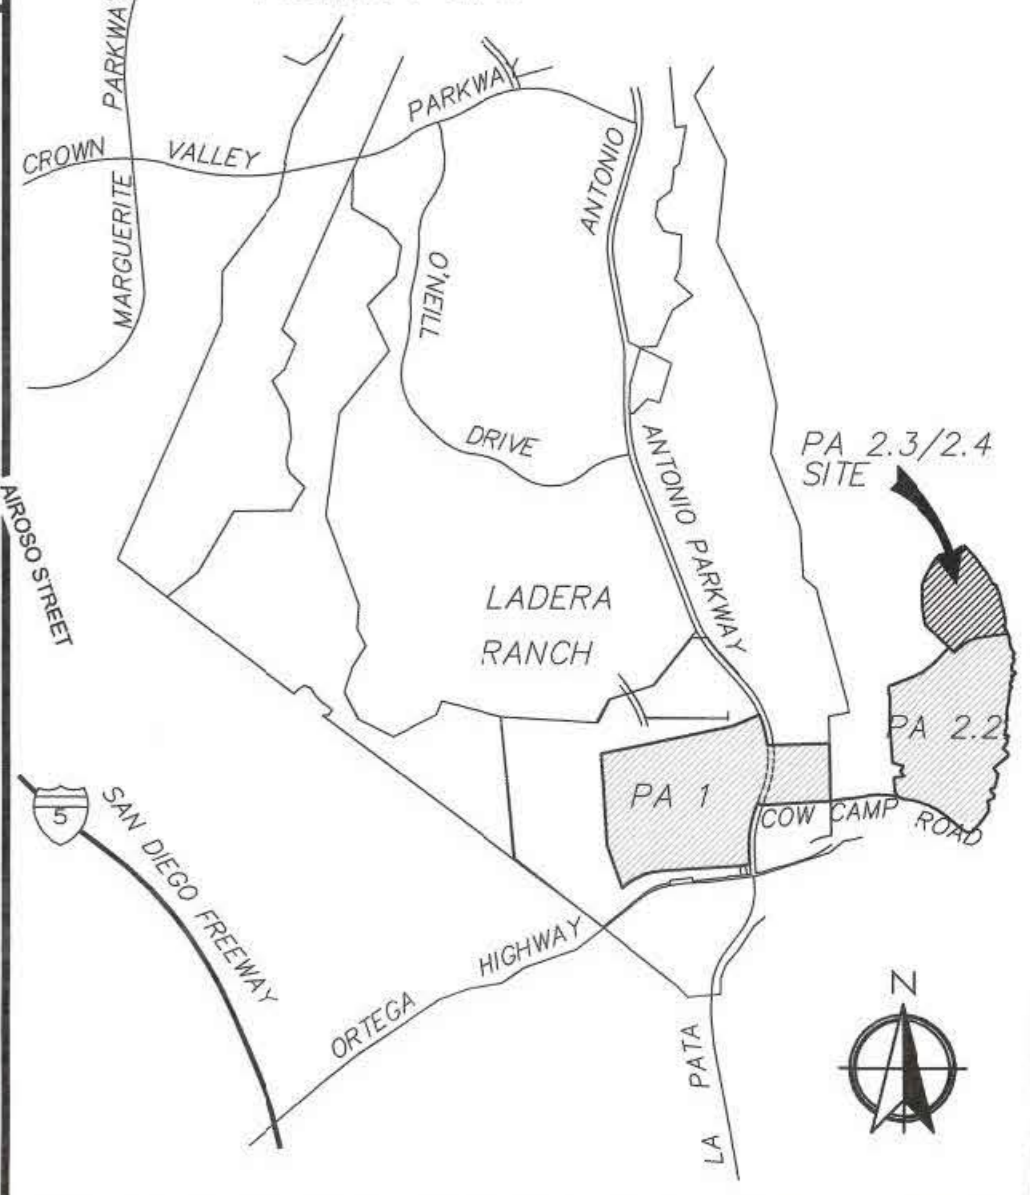 MARGUERITE PARKWA
CROWN VALLEY PARKWAY
ANTONIO
O'NEILL
DRIVE
ANTONIO PARKWAY
PA 2.3/2.4
SITE
AIROSO STREET
LADERA
RANCH
PA 2.2
PA 1
COW CAMP ROAD
5
SAN DIEGO FREEWAY
ORTEGA HIGHWAY
LA PATA
N